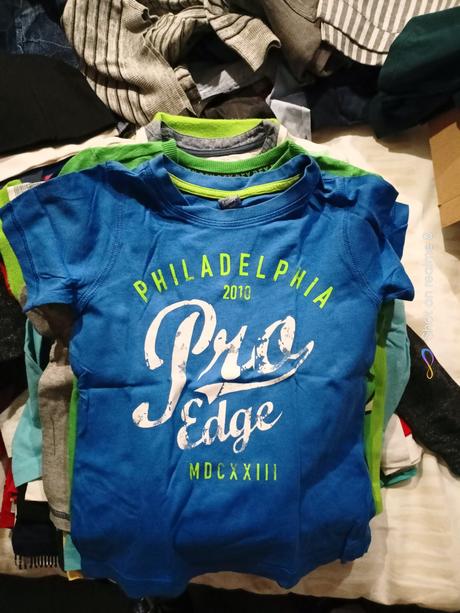 PHILADELPHIA
2010
Pro
Edge
MDCXXIII
Shot on realme 8